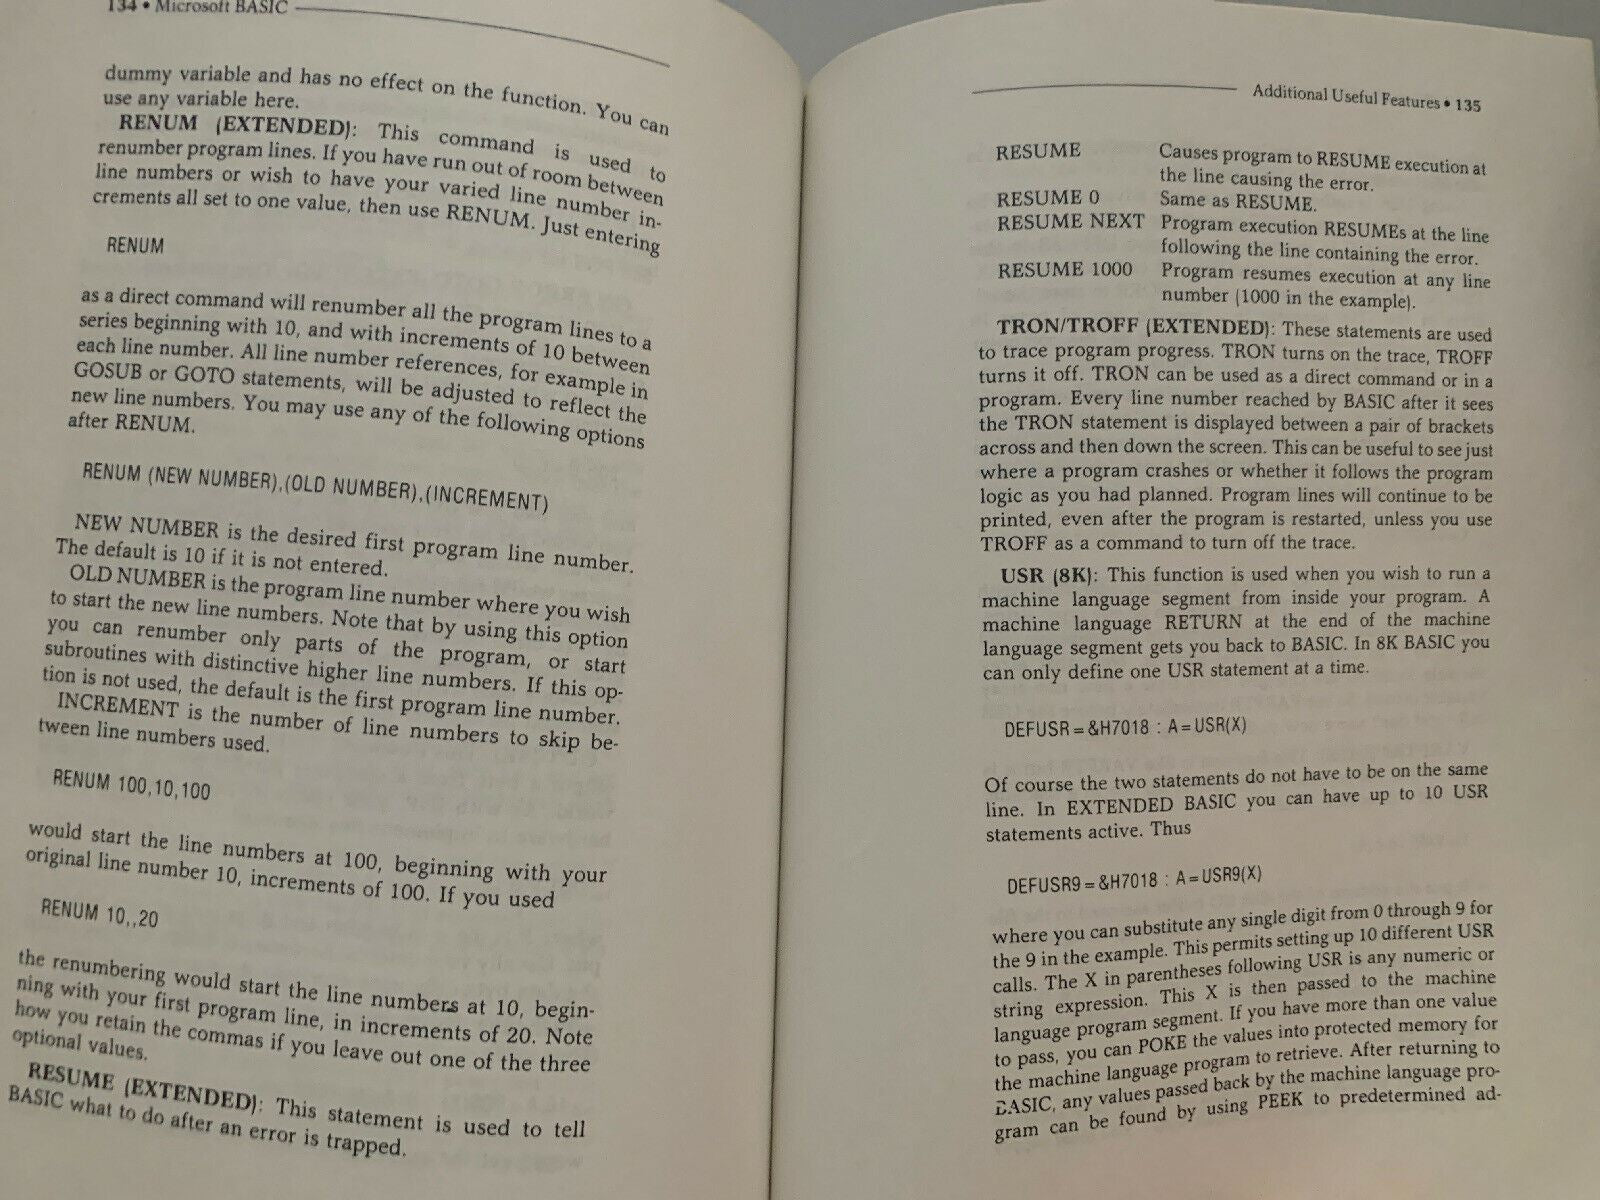 134 • Microsoft BASIC
dummy variable and has no effect on the function. You can
use any variable here.
RENUM (EXTENDED): This command is used to
renumber program lines. If you have run out of room between
line numbers or wish to have your varied line number in-
crements all set to one value, then use RENUM. Just entering
RENUM
as a direct command will renumber all the program lines to a
series beginning with 10, and with increments of 10 between
each line number. All line number references, for example in
GOSUB or GOTO statements, will be adjusted to reflect the
new line numbers. You may use any of the following options
after RENUM.
RENUM (NEW NUMBER),(OLD NUMBER),(INCREMENT)
NEW NUMBER is the desired first program line number.
The default is 10 if it is not entered.
OLD NUMBER is the program line number where you wish
to start the new line numbers. Note that by using this option
you can renumber only parts of the program, or start
subroutines with distinctive higher line numbers. If this op-
tion is not used, the default is the first program line number.
INCREMENT is the number of line numbers to skip be-
tween line numbers used.
RENUM 100,10,100
would start the line numbers at 100, beginning with your
original line number 10, increments of 100. If you used
RENUM 10,,20
the renumbering would start the line numbers at 10, begin-
ning with your first program line, in increments of 20. Note
how you retain the commas if you leave out one of the three
optional values.
RESUME (EXTENDED): This statement is used to tell
BASIC what to do after an error is trapped.
Additional Useful Features • 135
RESUME Causes program to RESUME execution at
the line causing the error.
RESUME 0 Same as RESUME.
RESUME NEXT Program execution RESUMEs at the line
following the line containing the error.
RESUME 1000 Program resumes execution at any line
number (1000 in the example).
TRON/TROFF (EXTENDED): These statements are used
to trace program progress. TRON turns on the trace, TROFF
turns it off. TRON can be used as a direct command or in a
program. Every line number reached by BASIC after it sees
the TRON statement is displayed between a pair of brackets
across and then down the screen. This can be useful to see just
where a program crashes or whether it follows the program
logic as you had planned. Program lines will continue to be
printed, even after the program is restarted, unless you use
TROFF as a command to turn off the trace.
USR (8K): This function is used when you wish to run a
machine language segment from inside your program. A
machine language RETURN at the end of the machine
language segment gets you back to BASIC. In 8K BASIC you
can only define one USR statement at a time.
DEFUSR=&H7018 : A=USR(X)
Of course the two statements do not have to be on the same
line. In EXTENDED BASIC you can have up to 10 USR
statements active. Thus
DEFUSR9=&H7018 : A=USR9(X)
where you can substitute any single digit from 0 through 9 for
the 9 in the example. This permits setting up 10 different USR
calls. The X in parentheses following USR is any numeric or
string expression. This X is then passed to the machine
language program segment. If you have more than one value
to pass, you can POKE the values into protected memory for
the machine language program to retrieve. After returning to
BASIC, any values passed back by the machine language pro-
gram can be found by using PEEK to predetermined ad-